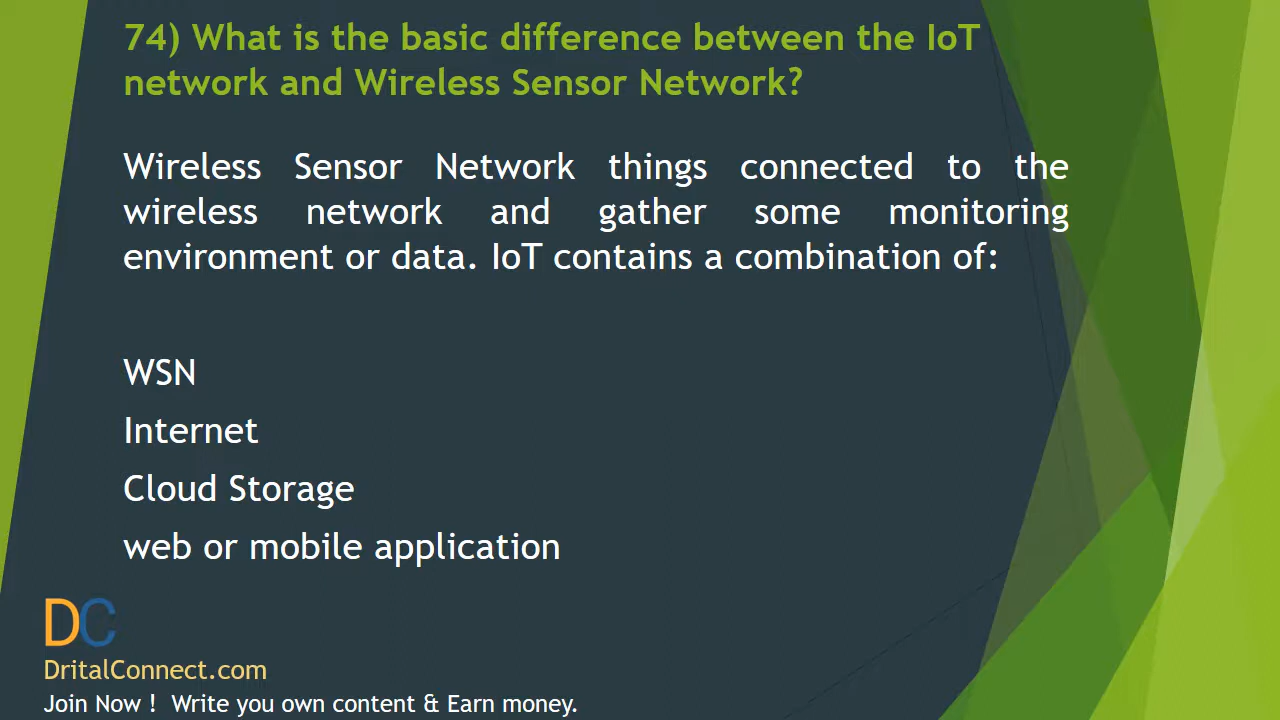 74) What is the basic difference between the IoT
network and Wireless Sensor Network?
Wireless Sensor Network things connected to the
wireless network and gather some monitoring
environment or data. IoT contains a combination of:
WSN
Internet
Cloud Storage
web or mobile application
DC
DritalConnect.com
Join Now !  Write you own content & Earn money.